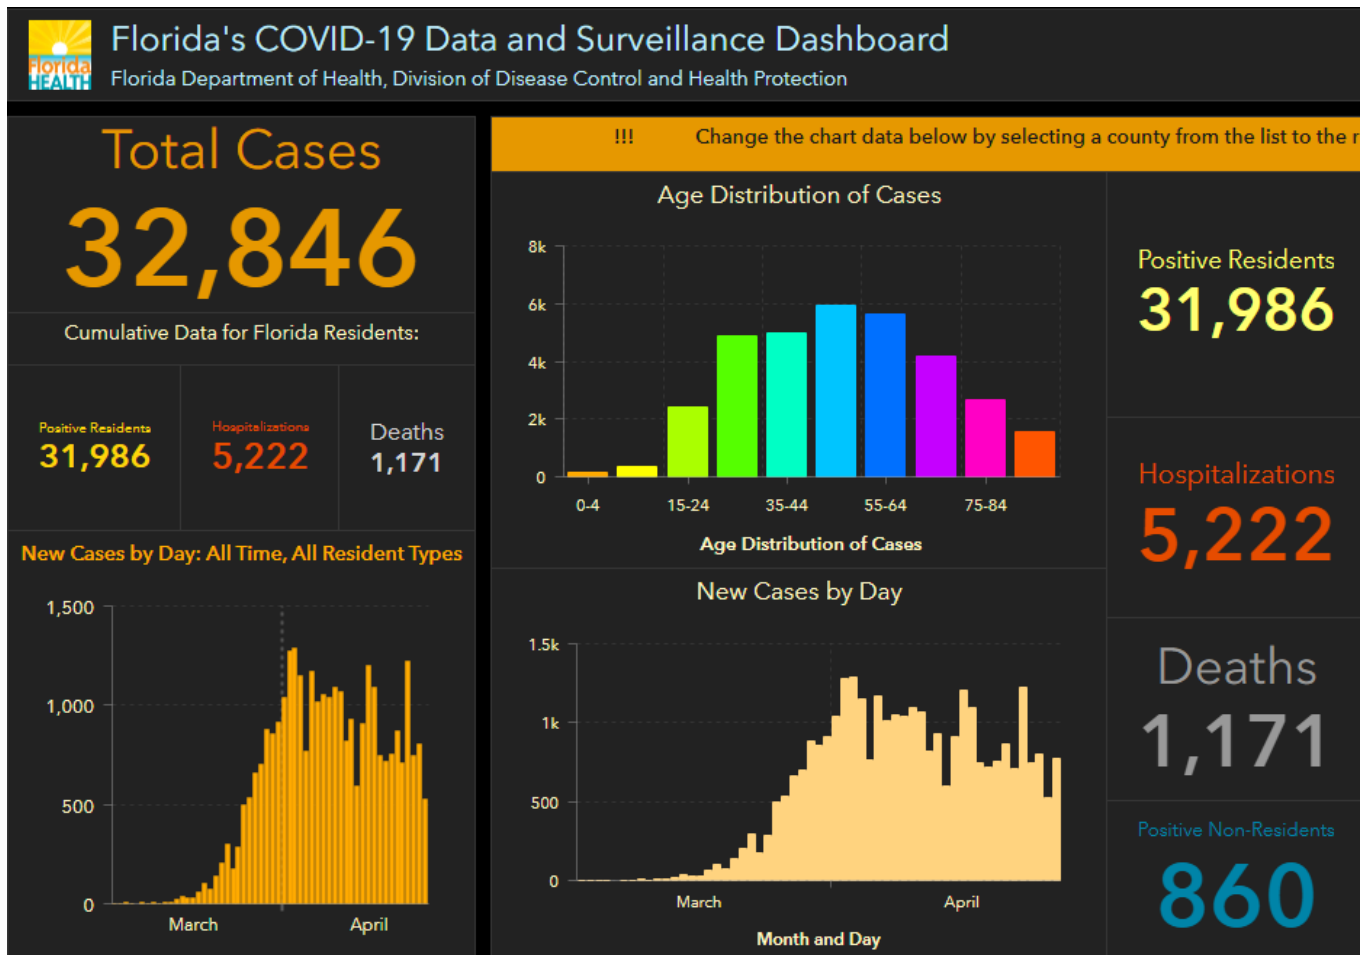 Florida's COVID-19 Data and Surveillance Dashboard
Florida Department of Health, Division of Disease Control and Health Protection
Florida
HEALTH
Total Cases
32,846
Cumulative Data for Florida Residents:
Positive Residents
31,986
Hospitalizations
5,222
Deaths
1,171
New Cases by Day: All Time, All Resident Types
1,500
1,000
500
0
March April
!!! Change the chart data below by selecting a county from the list to the r
Age Distribution of Cases
8k
6k
4k
2k
0
0-4 15-24 35-44 55-64 75-84
Age Distribution of Cases
New Cases by Day
1.5k
1k
500
0
March April
Month and Day
Positive Residents
31,986
Hospitalizations
5,222
Deaths
1,171
Positive Non-Residents
860